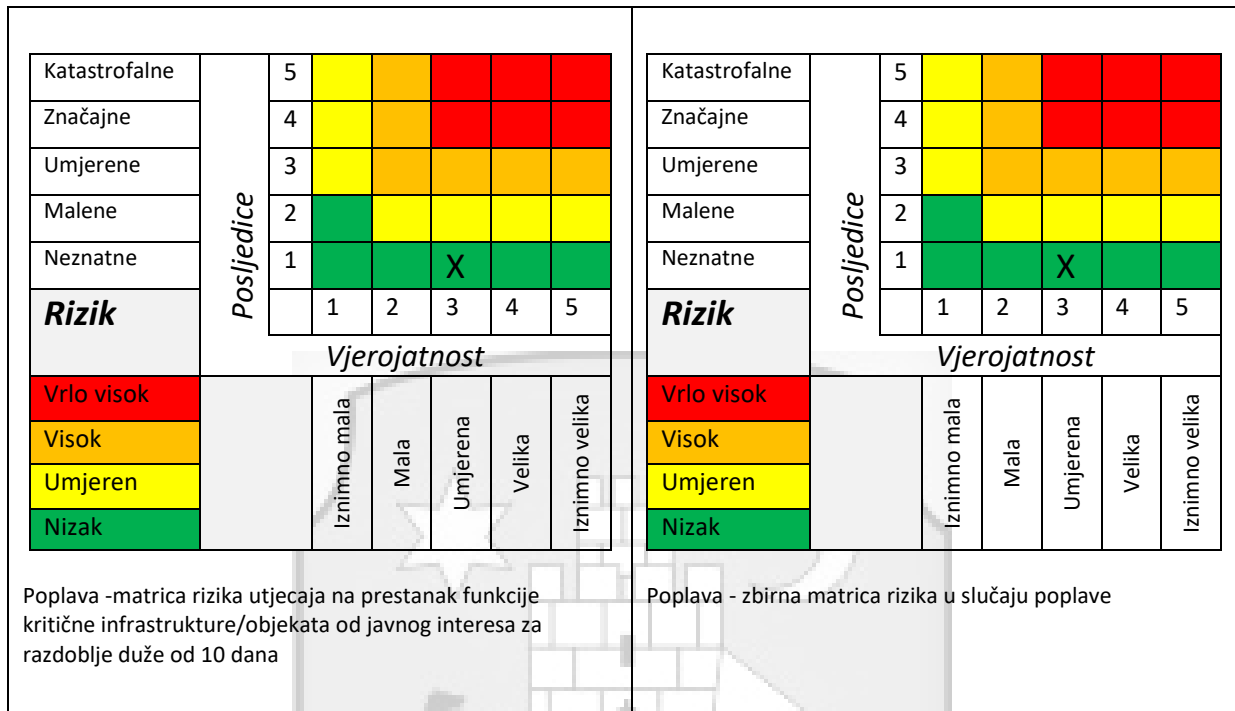 Katastrofalne 5
Značajne 4
Umjerene 3
Malene 2
Neznatne 1 X
Posljedice
Rizik 1 2 3 4 5
Vjerojatnost
Vrlo visok
Visok
Umjeren
Nizak
Iznimno mala
Mala
Umjerena
Velika
Iznimno velika
Poplava -matrica rizika utjecaja na prestanak funkcije
kritične infrastrukture/objekata od javnog interesa za
razdoblje duže od 10 dana
Katastrofalne 5
Značajne 4
Umjerene 3
Malene 2
Neznatne 1 X
Posljedice
Rizik 1 2 3 4 5
Vjerojatnost
Vrlo visok
Visok
Umjeren
Nizak
Iznimno mala
Mala
Umjerena
Velika
Iznimno velika
Poplava - zbirna matrica rizika u slučaju poplave